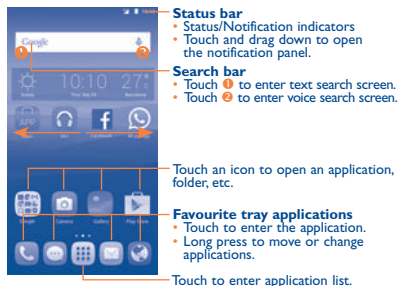 Status bar
• Status/Notification indicators
• Touch and drag down to open
the notification panel.
Google
1
2
Search bar
• Touch 1 to enter text search screen.
• Touch 2 to enter voice search screen.
10:10
27°
APP
Facebook
WhatsApp
Touch an icon to open an application,
folder, etc.
Google
Camera
Gallery
Play Store
Favourite tray applications
• Touch to enter the application.
• Long press to move or change
applications.
Touch to enter application list.